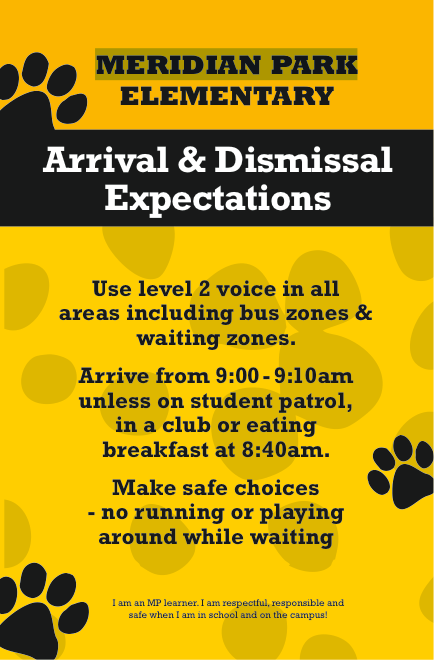 MERIDIAN PARK
ELEMENTARY
Arrival & Dismissal
Expectations
Use level 2 voice in all
areas including bus zones &
waiting zones.
Arrive from 9:00 - 9:10am
unless on student patrol,
in a club or eating
breakfast at 8:40am.
Make safe choices
- no running or playing
around while waiting
I am an MP learner. I am respectful, responsible and
safe when I am in school and on the campus!